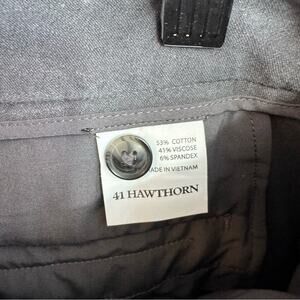 53% COTTON
41% VISCOSE
6% SPANDEX
MADE IN VIETNAM
41 HAWTHORN